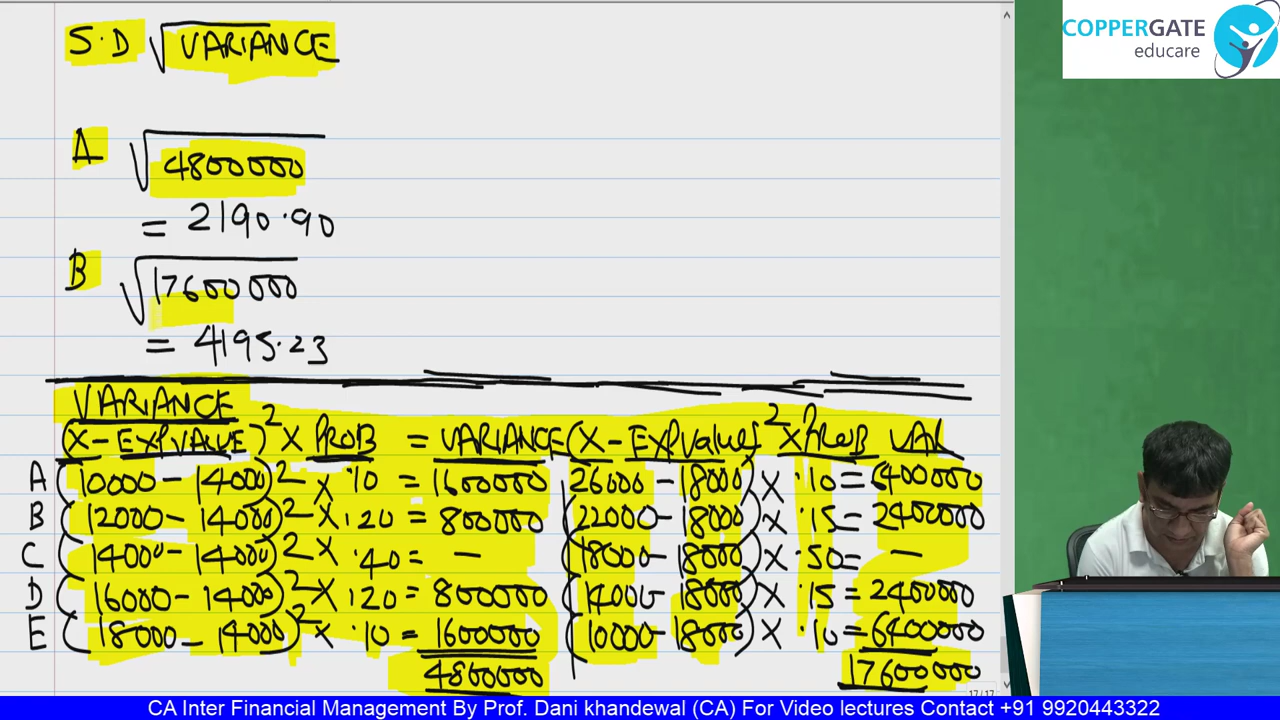 COPPERGATE
educare
S.D √VARIANCE
A √4800000
= 2190.90
B √17600000
= 4195.23
VARIANCE
(X - EXPVALUE)² X PROB = VARIANCE (X - EXPValue)² X PROB VAR
A (10000 - 14000)² X .10 = 1600000 (26000 - 18000) X .10 = 6400000
B (12000 - 14000)² X .20 = 800000 (22000 - 18000) X .15 = 2400000
C (14000 - 14000)² X .40 = — (18000 - 18000) X .50 = —
D (16000 - 14000)² X .20 = 800000 (14000 - 18000) X .15 = 2400000
E (18000 - 14000)² X .10 = 1600000 (10000 - 18000) X .10 = 6400000
4800000 17600000
17/17
CA Inter Financial Management By Prof. Dani khandewal (CA) For Video lectures Contact +91 9920443322